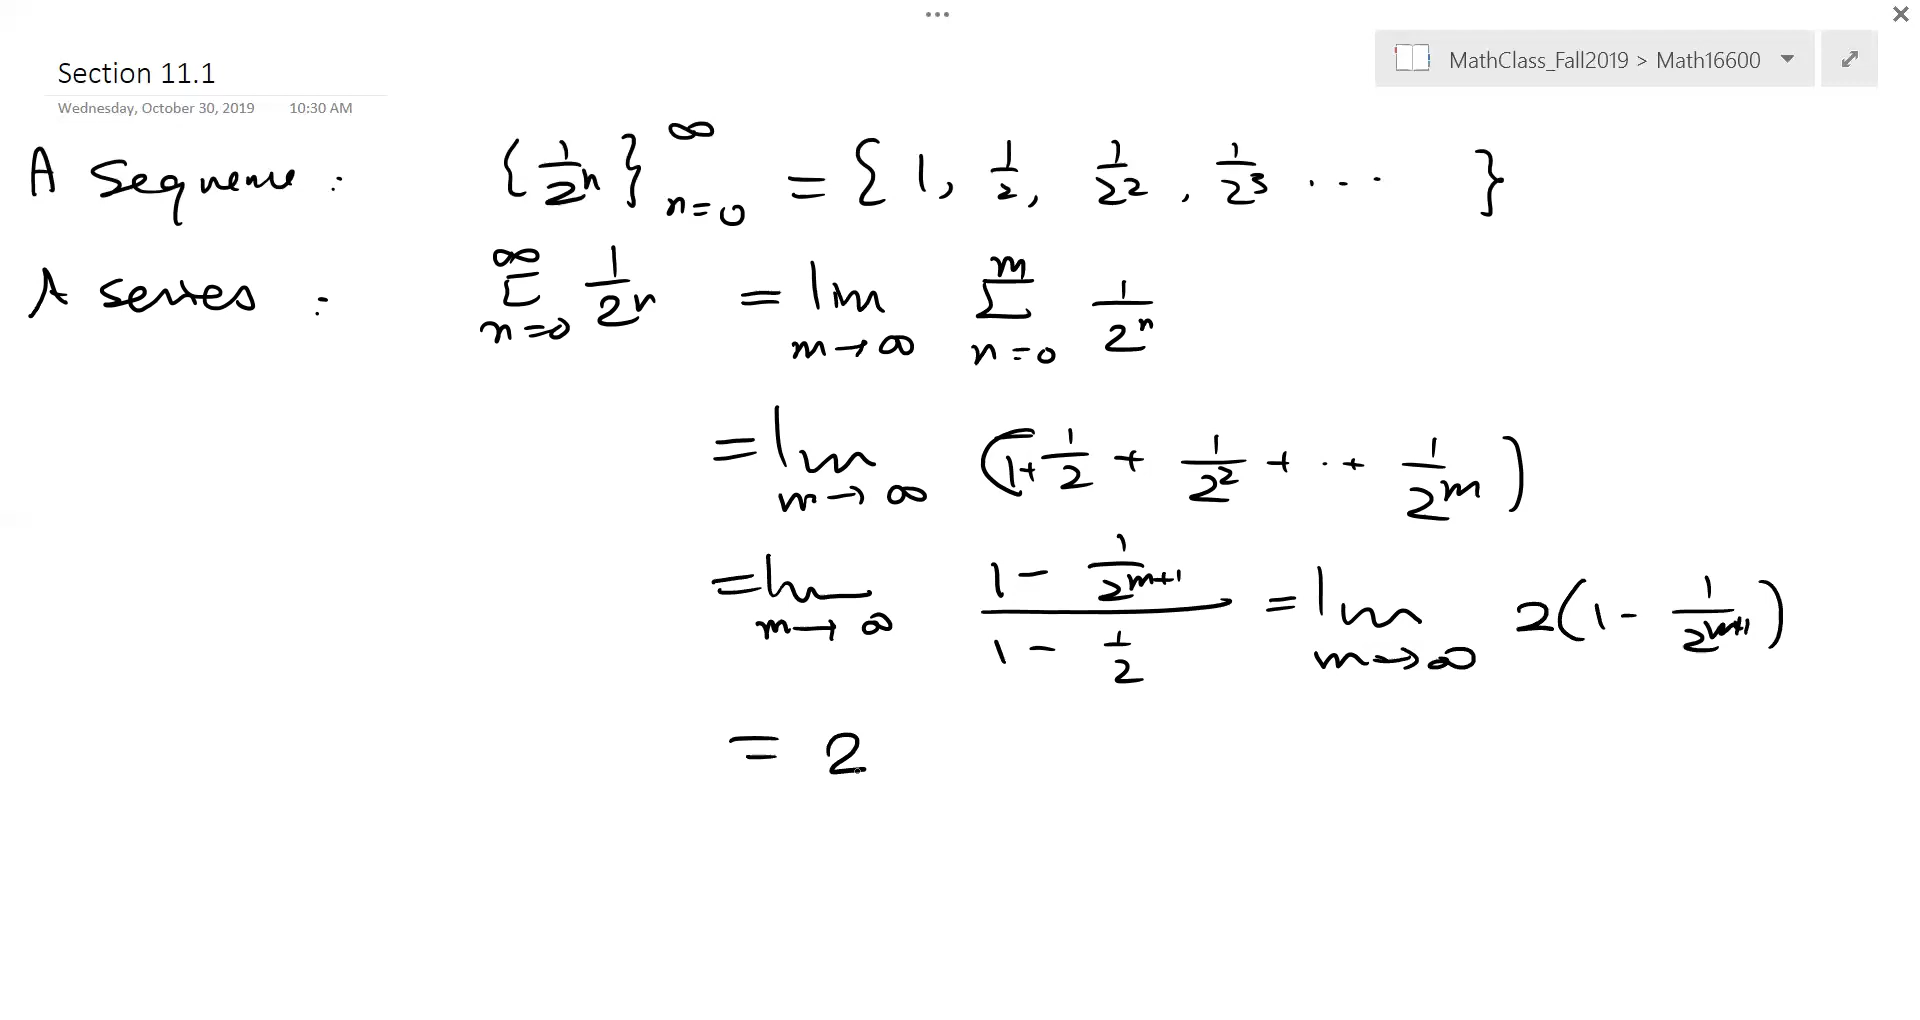 MathClass_Fall2019 > Math16600
Section 11.1
Wednesday, October 30, 2019 10:30 AM
A Sequence : {1/2^n}_{n=0}^∞ = {1, 1/2, 1/2^2, 1/2^3 ... }
A series : ∑_{n=0}^∞ 1/2^n = lim_{m→∞} ∑_{n=0}^m 1/2^n
= lim_{m→∞} (1+1/2 + 1/2^2 + .. + 1/2^m)
= lim_{m→∞} (1 - 1/2^{m+1})/(1 - 1/2) = lim_{m→∞} 2(1 - 1/2^{m+1})
= 2